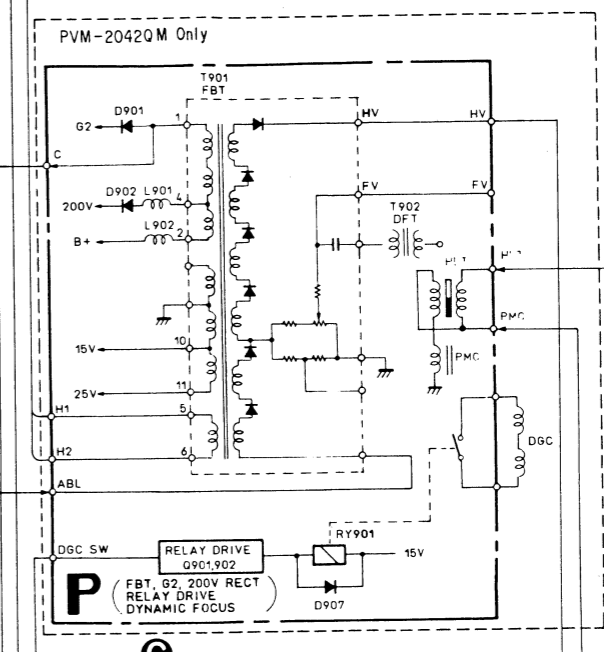 PVM-2042QM Only
T901
FBT
D901
G2
1
HV
HV
C
D902
L901
200V
4
FV
FV
T902
DFT
L902
B+
2
PMC
PMC
15V
10
25V
11
H1
5
DGC
H2
6
ABL
RY901
DGC SW
RELAY DRIVE
Q901,902
15V
P
FBT, G2, 200V RECT
RELAY DRIVE
DYNAMIC FOCUS
D907